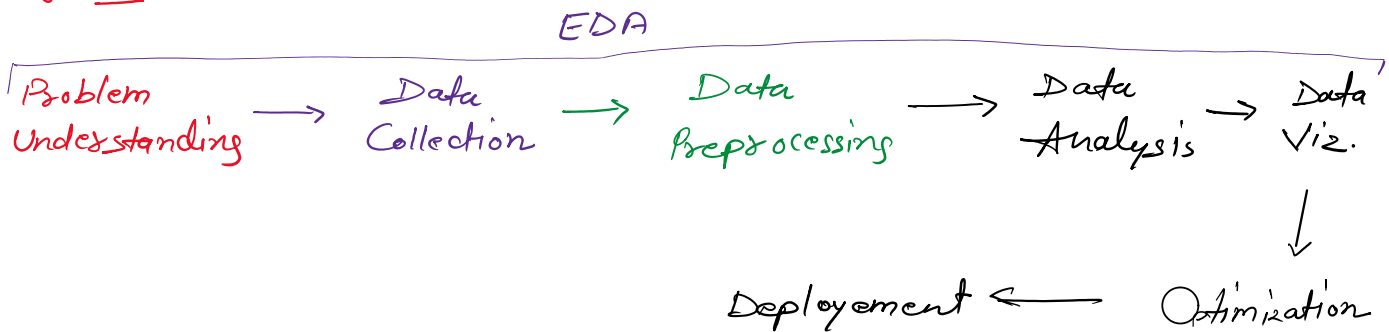 EDA
Problem → Data → Data → Data → Data
Understanding Collection Preprocessing Analysis Viz.
Deployement ← Optimization